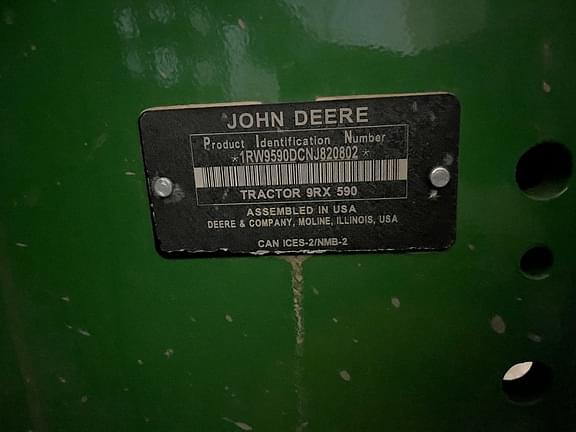 JOHN DEERE
Product Identification Number
*1RW9590DCNJ820802*
TRACTOR 9RX 590
ASSEMBLED IN USA
DEERE & COMPANY, MOLINE, ILLINOIS, USA
CAN ICES-2/NMB-2